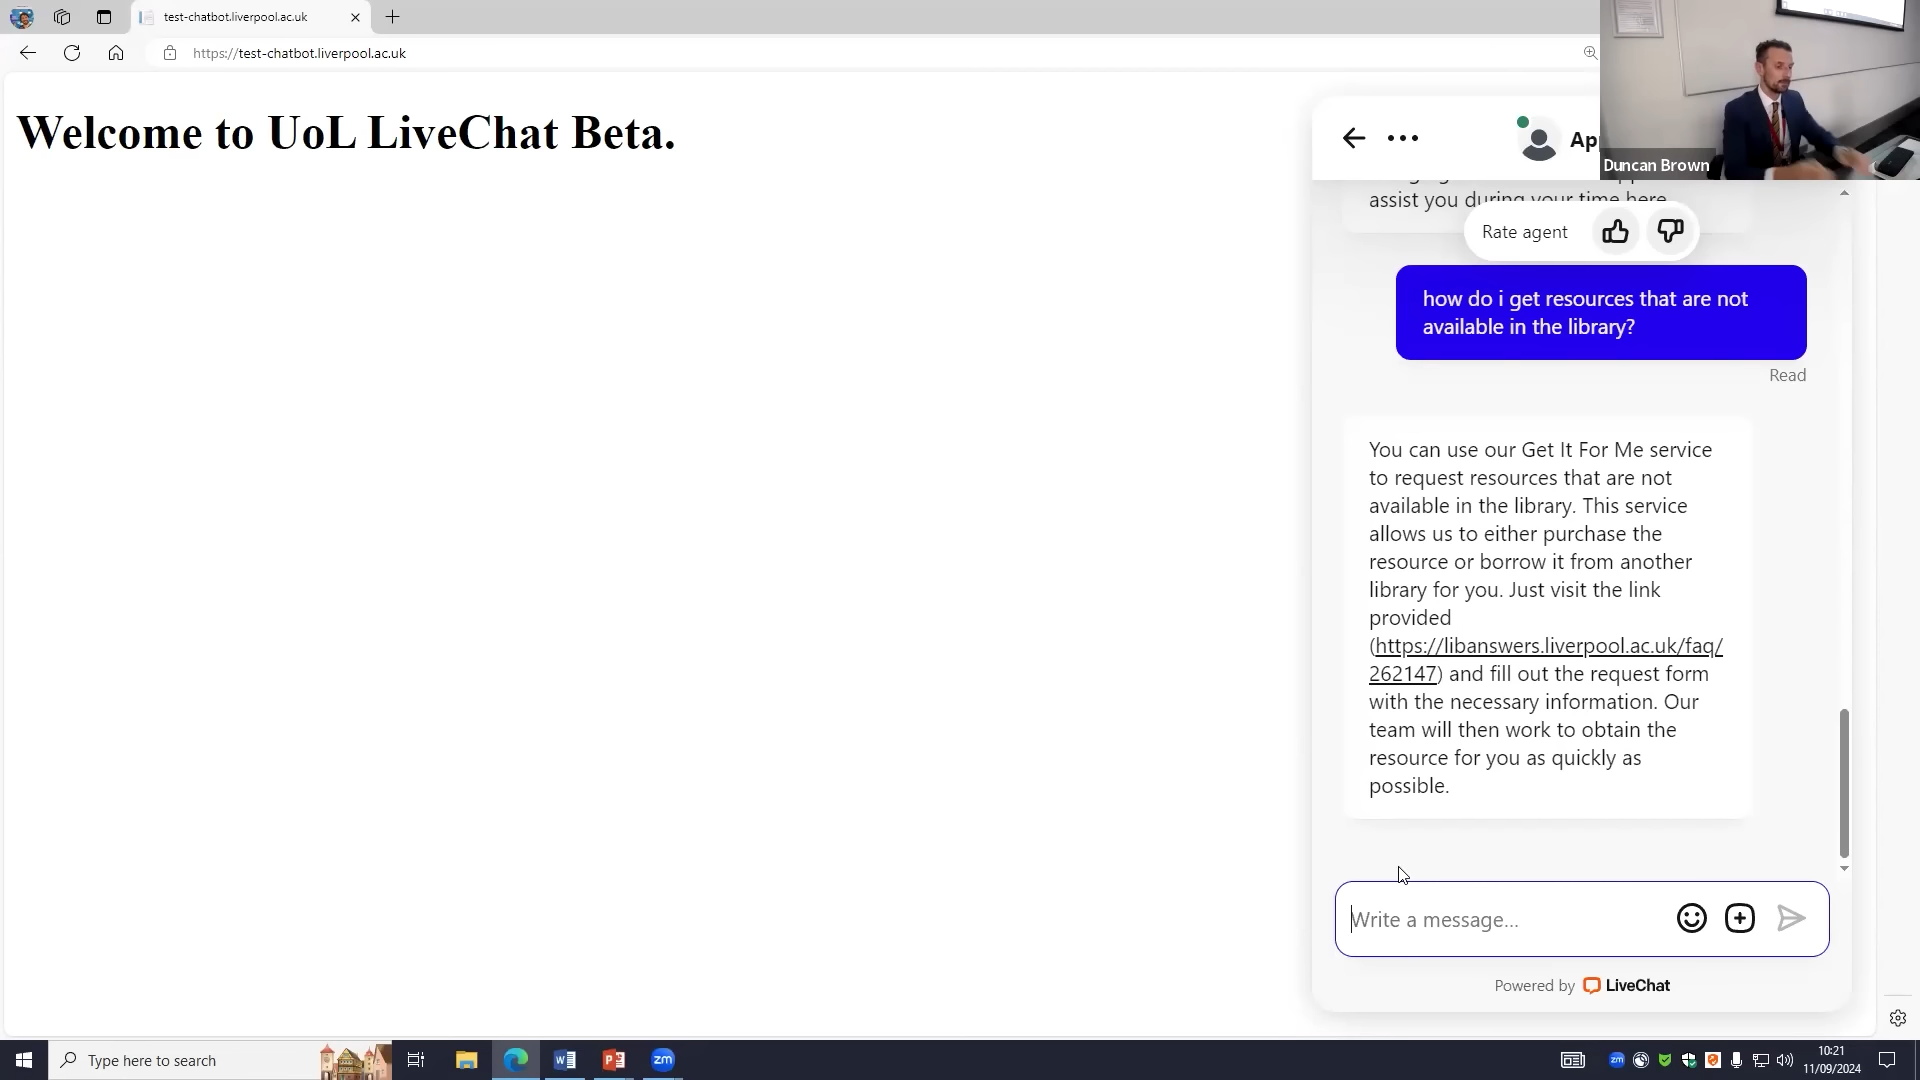 test-chatbot.liverpool.ac.uk
https://test-chatbot.liverpool.ac.uk
Welcome to UoL LiveChat Beta.
Duncan Brown
assist you during your time here
Rate agent
how do i get resources that are not
available in the library?
Read
You can use our Get It For Me service
to request resources that are not
available in the library. This service
allows us to either purchase the
resource or borrow it from another
library for you. Just visit the link
provided
(https://libanswers.liverpool.ac.uk/faq/
262147) and fill out the request form
with the necessary information. Our
team will then work to obtain the
resource for you as quickly as
possible.
Write a message...
Powered by LiveChat
Type here to search
zm
zm
10:21
11/09/2024